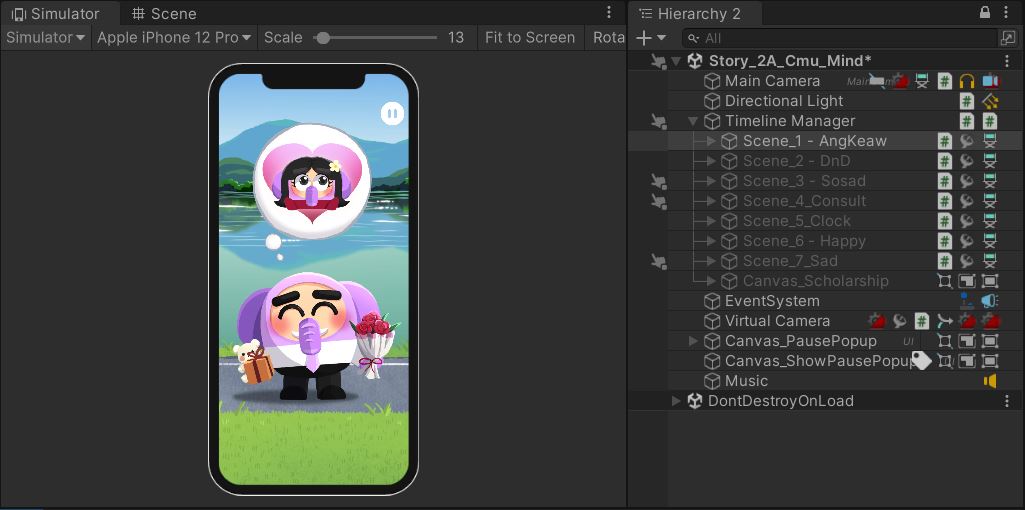 Simulator
Scene
Simulator
Apple iPhone 12 Pro
Scale
13
Fit to Screen
Rota
Hierarchy 2
All
Story_2A_Cmu_Mind*
Main Camera
Directional Light
Timeline Manager
Scene_1 - AngKeaw
Scene_2 - DnD
Scene_3 - Sosad
Scene_4_Consult
Scene_5_Clock
Scene_6 - Happy
Scene_7_Sad
Canvas_Scholarship
EventSystem
Virtual Camera
Canvas_PausePopup UI
Canvas_ShowPausePopup
Music
DontDestroyOnLoad